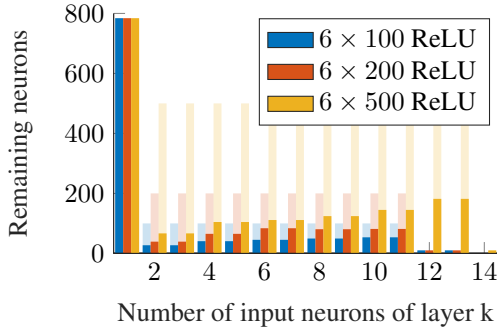 800
600
400
200
0
Remaining neurons
6 × 100 ReLU
6 × 200 ReLU
6 × 500 ReLU
2 4 6 8 10 12 14
Number of input neurons of layer k